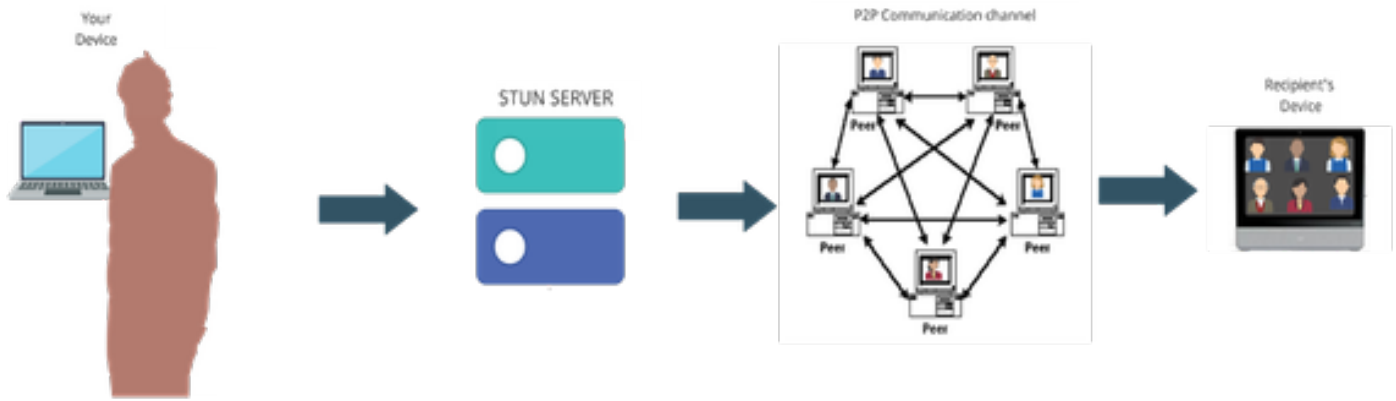 Your
Device
STUN SERVER
P2P Communication channel
Peer
Peer
Peer
Peer
Peer
Recipient's
Device